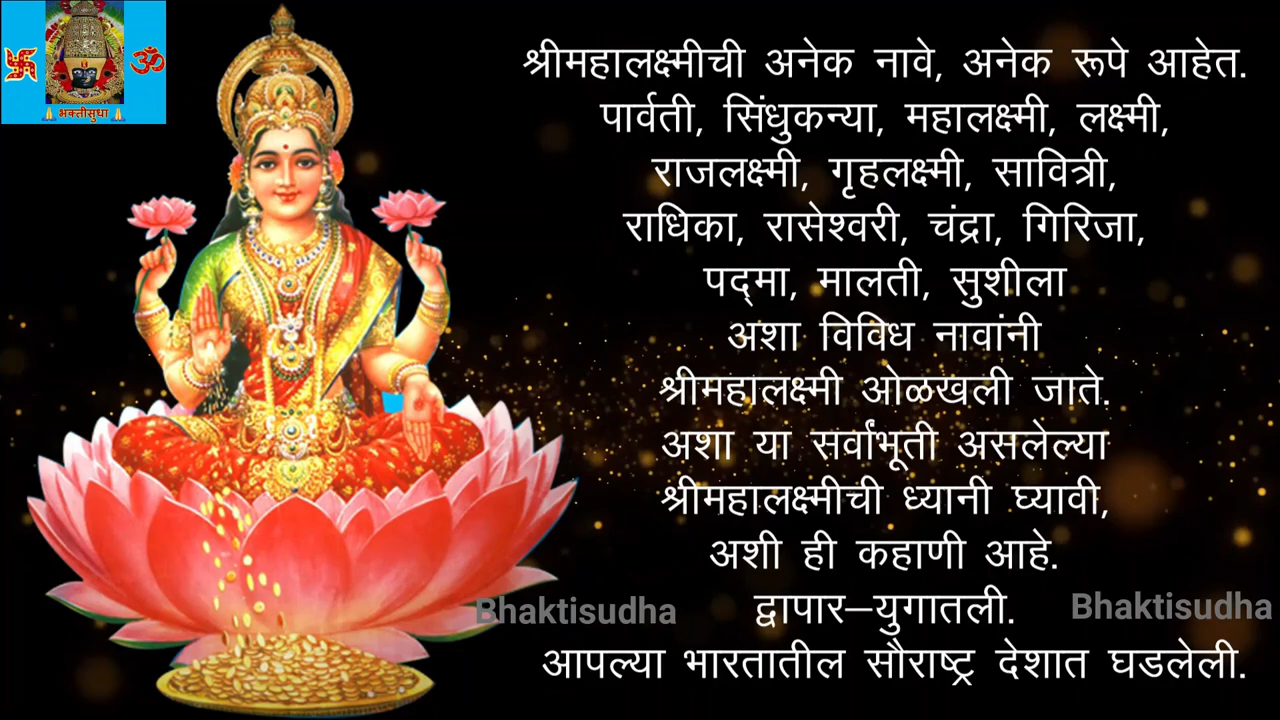 भक्तीसुधा
श्रीमहालक्ष्मीची अनेक नावे, अनेक रूपे आहेत.
पार्वती, सिंधुकन्या, महालक्ष्मी, लक्ष्मी,
राजलक्ष्मी, गृहलक्ष्मी, सावित्री,
राधिका, रासेश्वरी, चंद्रा, गिरिजा,
पद्मा, मालती, सुशीला
अशा विविध नावांनी
श्रीमहालक्ष्मी ओळखली जाते.
अशा या सर्वांभूती असलेल्या
श्रीमहालक्ष्मीची ध्यानी घ्यावी,
अशी ही कहाणी आहे.
द्वापार–युगातली.
आपल्या भारतातील सौराष्ट्र देशात घडलेली.
Bhaktisudha
Bhaktisudha